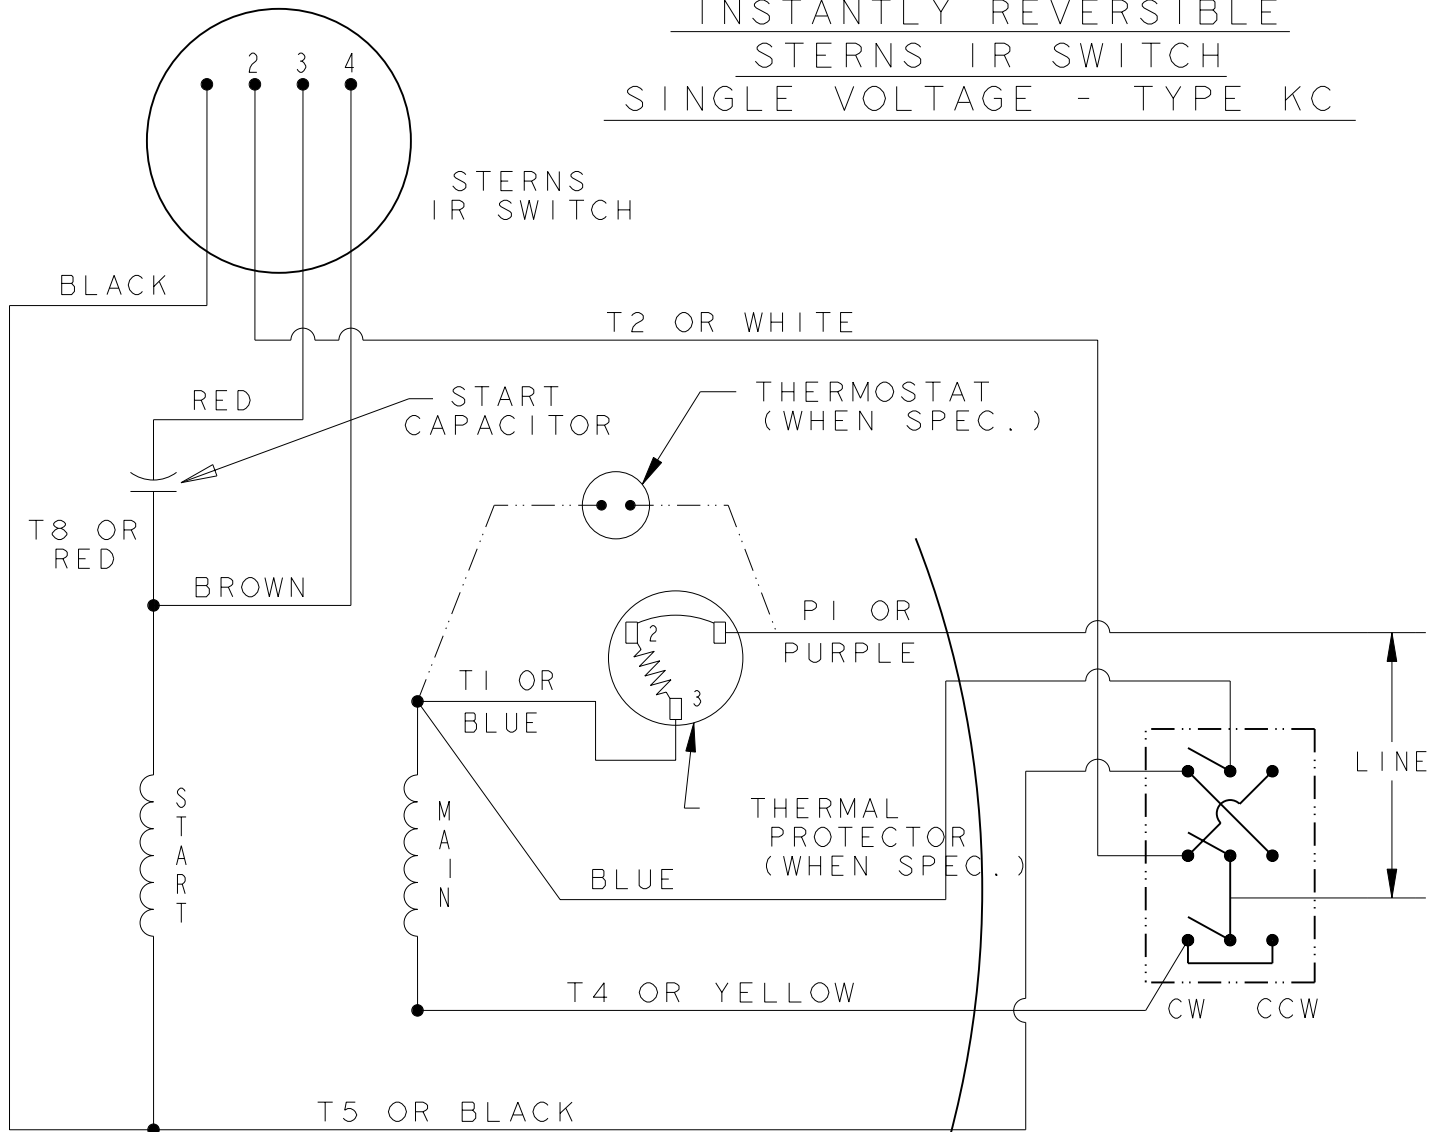 INSTANTLY REVERSIBLE
STERNS IR SWITCH
SINGLE VOLTAGE - TYPE KC
2 3 4
STERNS
IR SWITCH
BLACK
T2 OR WHITE
RED
START
CAPACITOR
THERMOSTAT
(WHEN SPEC.)
T8 OR
RED
BROWN
P1 OR
PURPLE
2
3
T1 OR
BLUE
LINE
START
MAIN
THERMAL
PROTECTOR
(WHEN SPEC.)
BLUE
T4 OR YELLOW
CW CCW
T5 OR BLACK